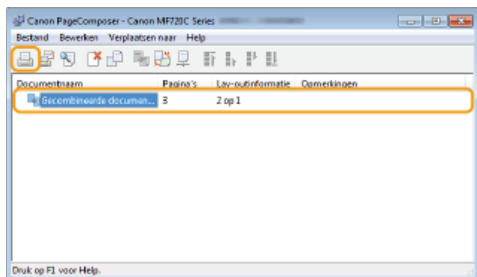 Canon PageComposer - Canon MF720C Series
Bestand Bewerken Verplaatsen naar Help
Documentnaam Pagina's Lay-outinformatie Opmerkingen
Gecombineerde documen... 3 2 op 1
Druk op F1 voor Help.